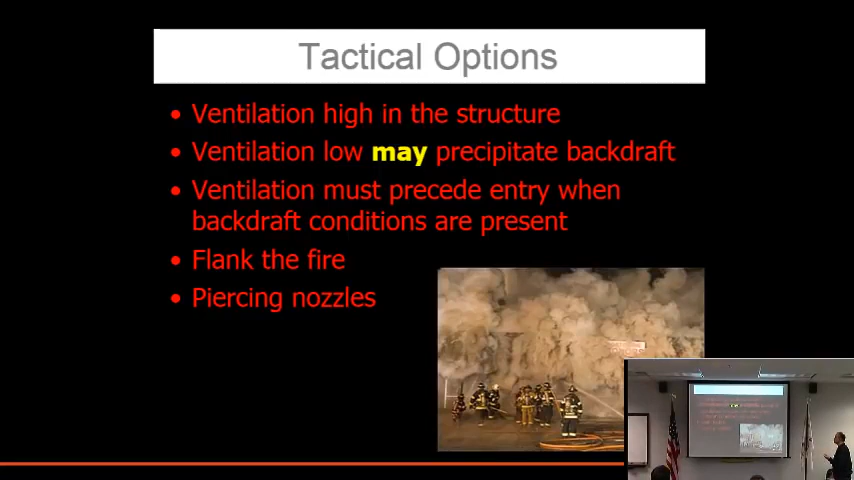 Tactical Options
• Ventilation high in the structure
• Ventilation low may precipitate backdraft
• Ventilation must precede entry when
backdraft conditions are present
• Flank the fire
• Piercing nozzles